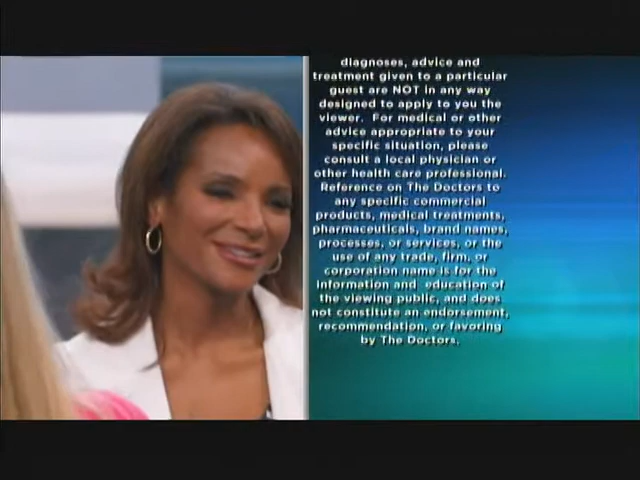 diagnoses, advice and
treatment given to a particular
guest are NOT in any way
designed to apply to you the
viewer. For medical or other
advice appropriate to your
specific situation, please
consult a local physician or
other health care professional.
Reference on The Doctors to
any specific commercial
products, medical treatments,
pharmaceuticals, brand names,
processes, or services, or the
use of any trade, firm, or
corporation name is for the
information and education of
the viewing public, and does
not constitute an endorsement,
recommendation, or favoring
by The Doctors.